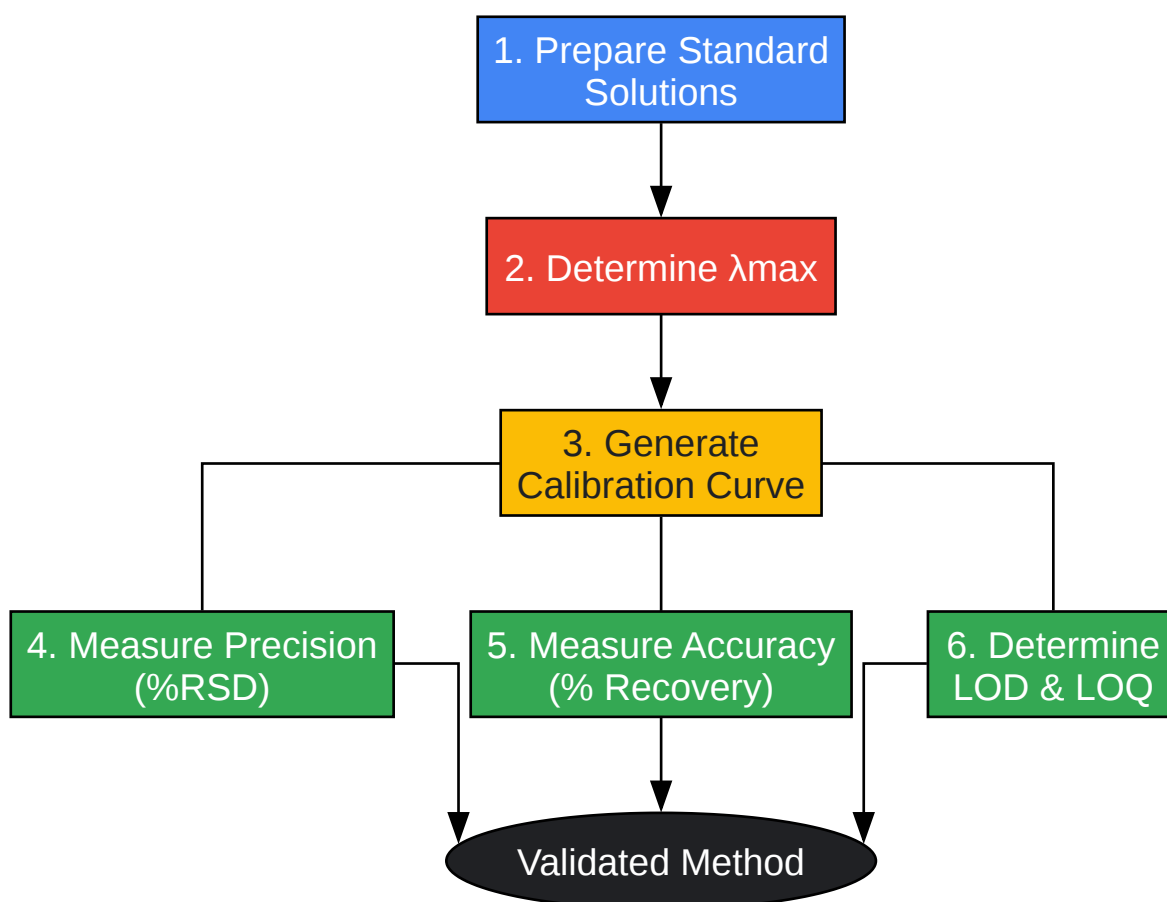 1. Prepare Standard
Solutions
2. Determine λmax
3. Generate
Calibration Curve
4. Measure Precision
(%RSD)
5. Measure Accuracy
(% Recovery)
6. Determine
LOD & LOQ
Validated Method